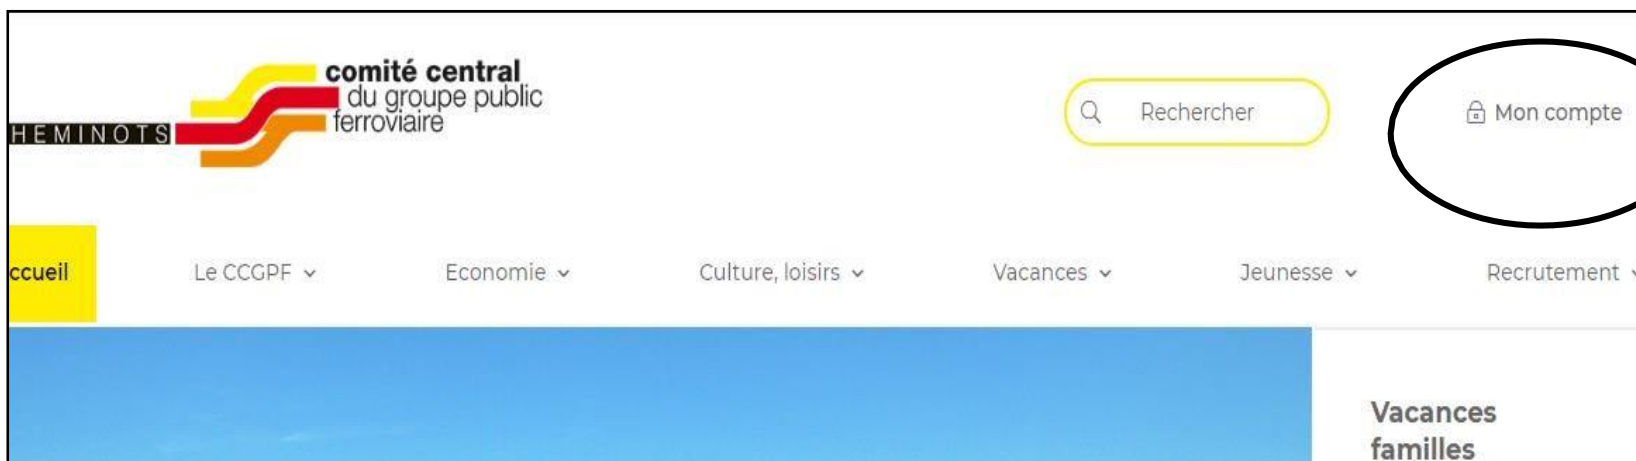 comité central
du groupe public
ferroviaire
HEMINOTS
Rechercher
Mon compte
ccueil
Le CCGPF
Economie
Culture, loisirs
Vacances
Jeunesse
Recrutement
Vacances
familles